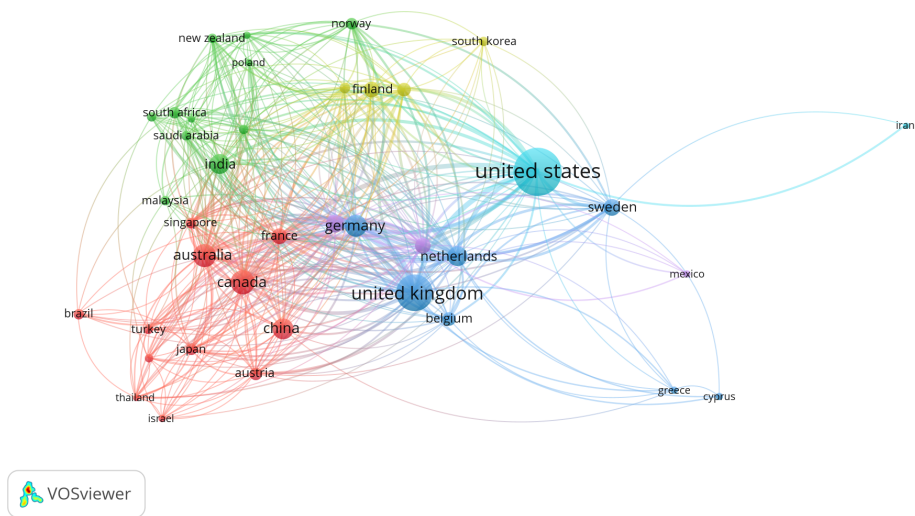 norway
new zealand
south korea
poland
finland
south africa
iran
saudi arabia
india
united states
malaysia
sweden
singapore
germany
france
australia
netherlands
mexico
canada
united kingdom
brazil
belgium
china
turkey
japan
austria
greece
thailand
cyprus
israel
VOSviewer